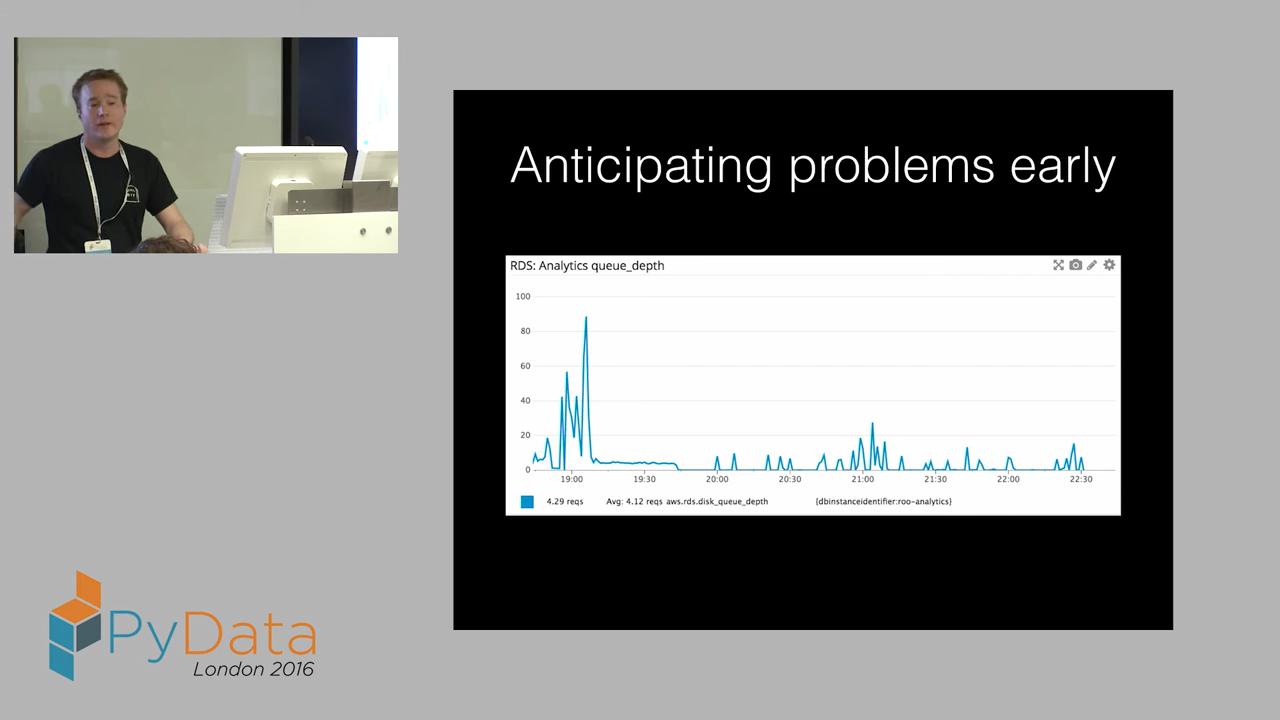 Anticipating problems early
RDS: Analytics queue_depth
100
80
60
40
20
0
19:00 19:30 20:00 20:30 21:00 21:30 22:00 22:30
4.29 reqs Avg: 4.12 reqs aws.rds.disk_queue_depth {dbinstanceidentifier:roo-analytics}
PyData
London 2016